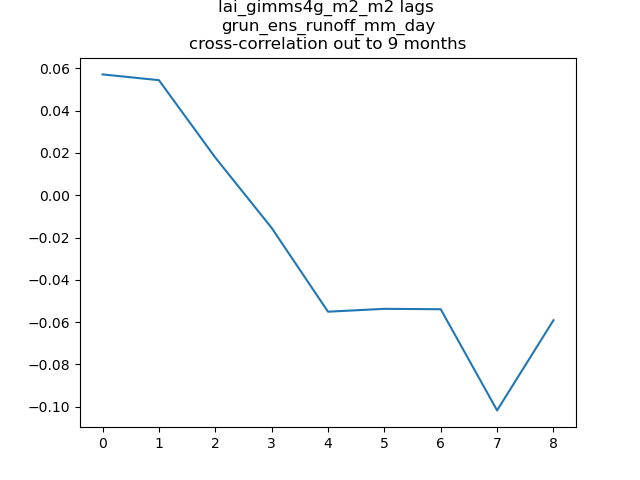 lai_gimms4g_m2_m2 lags
grun_ens_runoff_mm_day
cross-correlation out to 9 months
0.06
0.04
0.02
0.00
−0.02
−0.04
−0.06
−0.08
−0.10
0 1 2 3 4 5 6 7 8